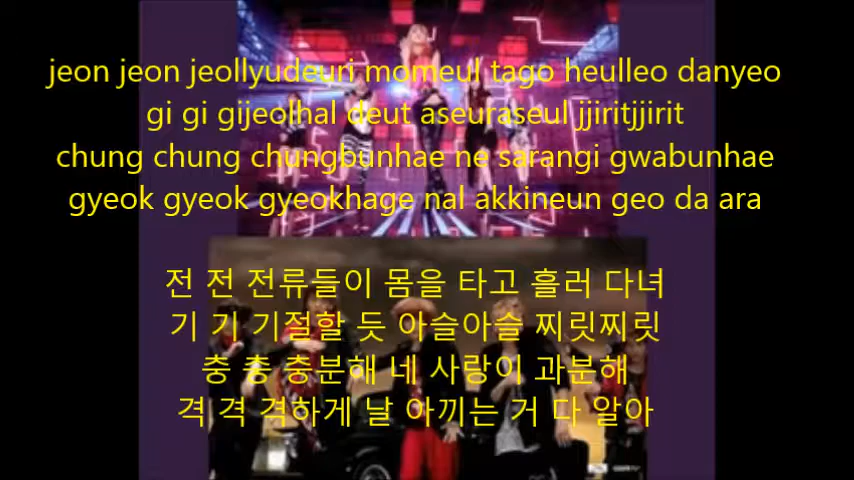 jeon jeon jeollyudeuri momeul tago heulleo danyeo
gi gi gijeolhal deut aseuraseul jjiritjjirit
chung chung chungbunhae ne sarangi gwabunhae
gyeok gyeok gyeokhage nal akkineun geo da ara
전 전 전류들이 몸을 타고 흘러 다녀
기 기 기절할 듯 아슬아슬 찌릿찌릿
충 충 충분해 네 사랑이 과분해
격 격 격하게 날 아끼는 거 다 알아